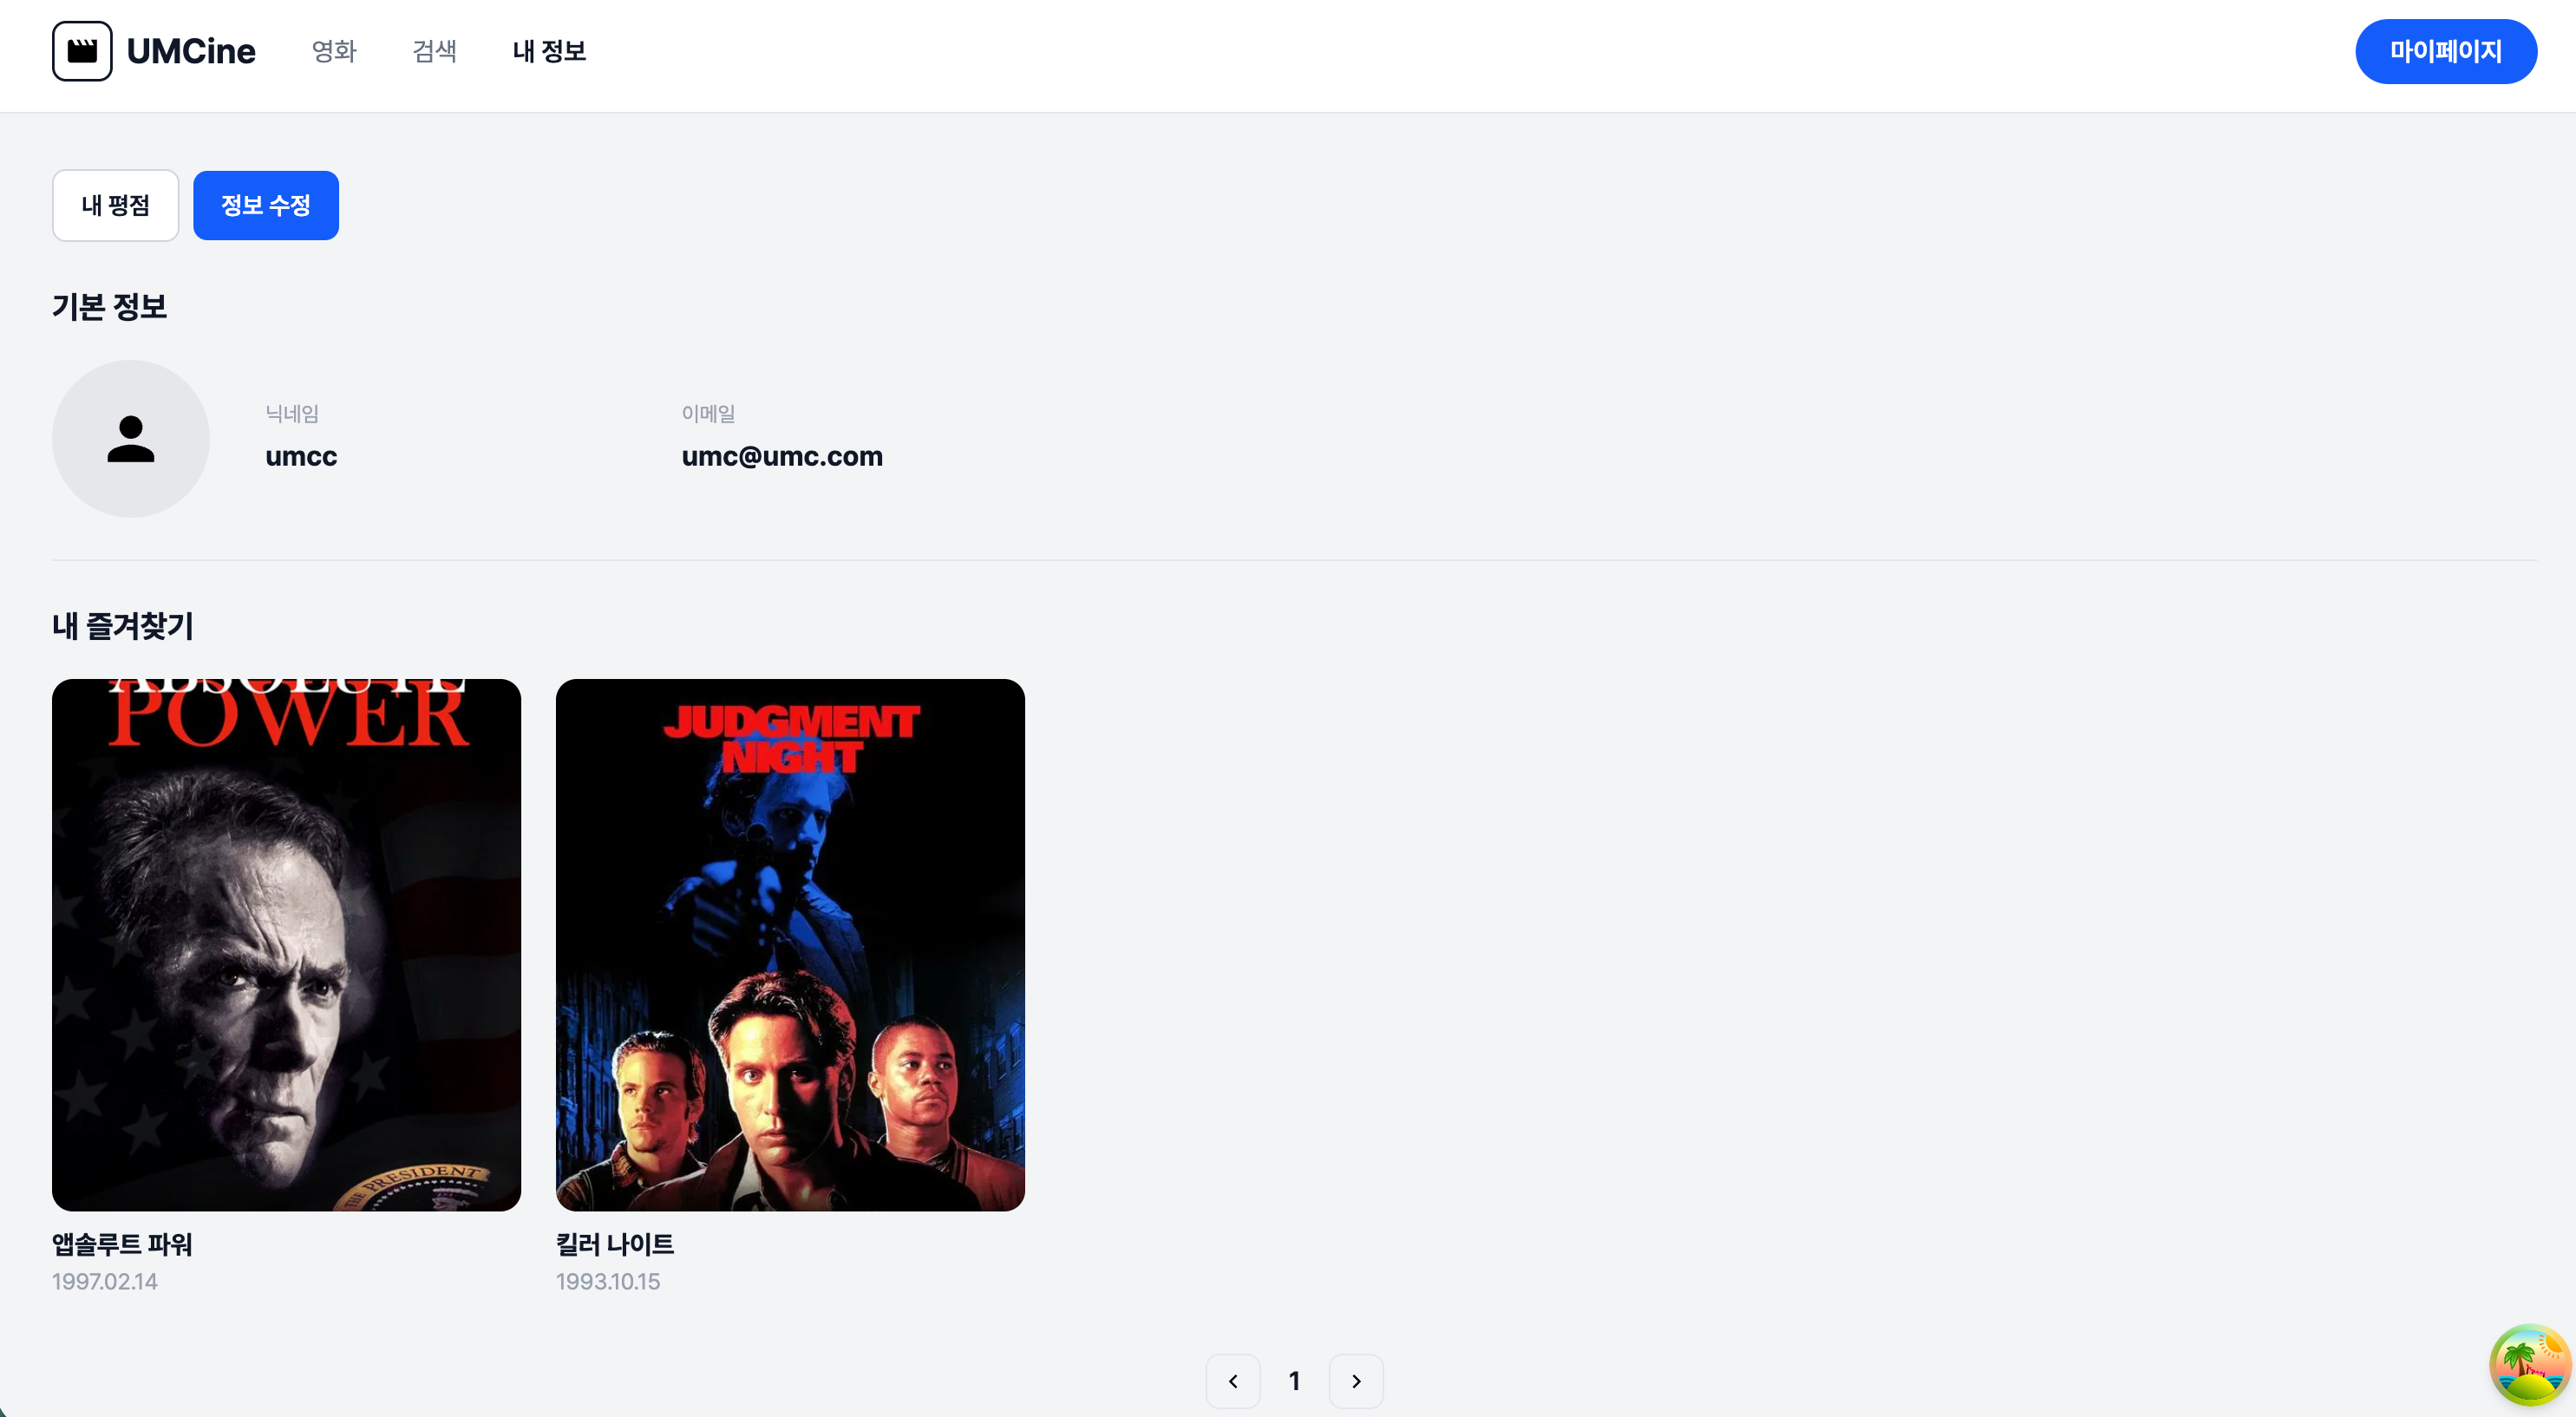 UMCine 영화 검색 내 정보 마이페이지
내 평점 정보 수정
기본 정보
닉네임 이메일
umcc umc@umc.com
내 즐겨찾기
ABSOLUTE
POWER
THE PRESIDENT
JUDGMENT
NIGHT
앱솔루트 파워 킬러 나이트
1997.02.14 1993.10.15
1